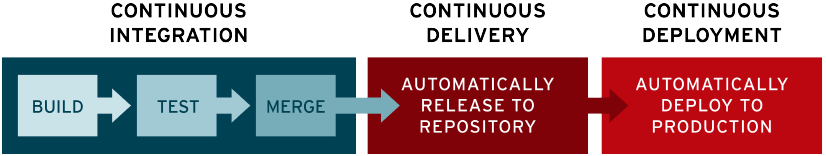 CONTINUOUS
INTEGRATION
CONTINUOUS
DELIVERY
CONTINUOUS
DEPLOYMENT
BUILD
TEST
MERGE
AUTOMATICALLY
RELEASE TO
REPOSITORY
AUTOMATICALLY
DEPLOY TO
PRODUCTION